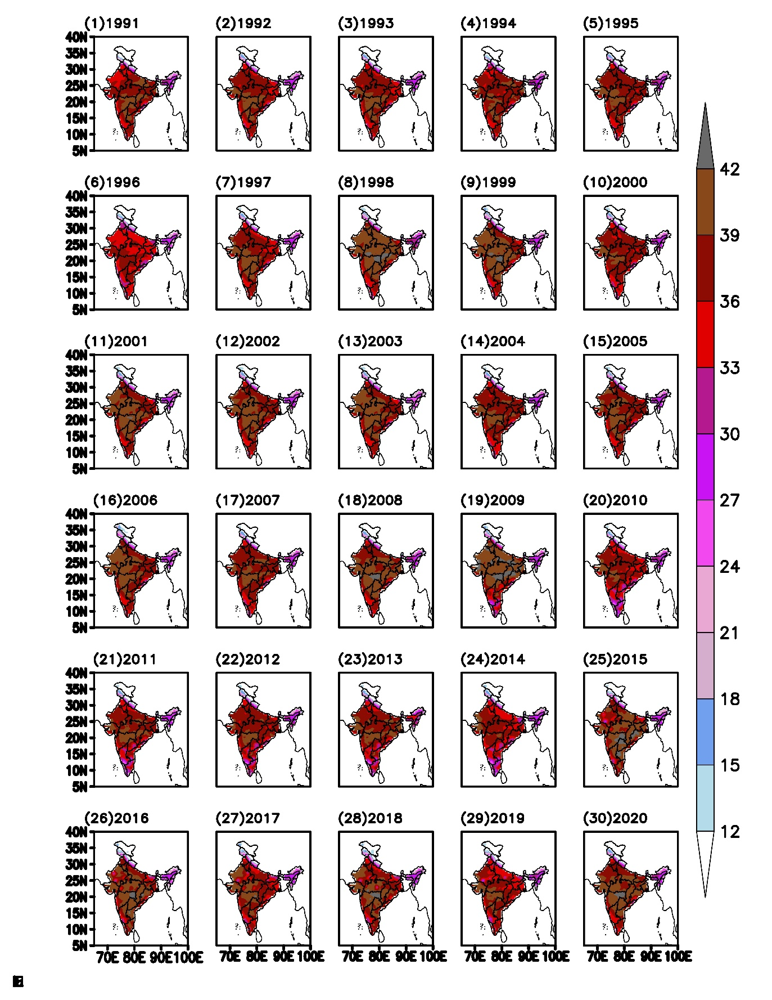 (1)1991 (2)1992 (3)1993 (4)1994 (5)1995
40N
35N
30N
25N
20N
15N
10N
5N
(6)1996 (7)1997 (8)1998 (9)1999 (10)2000
40N
35N
30N
25N
20N
15N
10N
5N
(11)2001 (12)2002 (13)2003 (14)2004 (15)2005
40N
35N
30N
25N
20N
15N
10N
5N
(16)2006 (17)2007 (18)2008 (19)2009 (20)2010
40N
35N
30N
25N
20N
15N
10N
5N
(21)2011 (22)2012 (23)2013 (24)2014 (25)2015
40N
35N
30N
25N
20N
15N
10N
5N
(26)2016 (27)2017 (28)2018 (29)2019 (30)2020
40N
35N
30N
25N
20N
15N
10N
5N
70E 80E 90E 100E 70E 80E 90E 100E 70E 80E 90E 100E 70E 80E 90E 100E 70E 80E 90E 100E
42
39
36
33
30
27
24
21
18
15
12